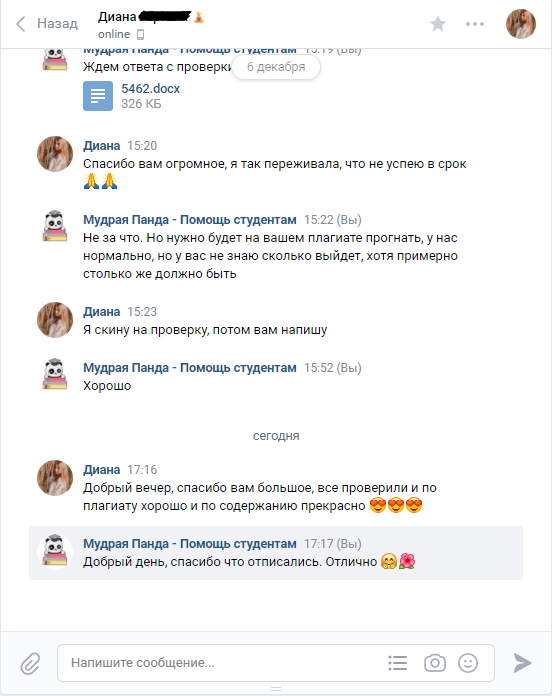 Назад
Диана
online
6 декабря
Мудрая Панда - Помощь студентам 15:19 (Вы)
Ждем ответа с проверки
5462.docx
326 КБ
Диана 15:20
Спасибо вам огромное, я так переживала, что не успею в срок
🙏🙏
Мудрая Панда - Помощь студентам 15:22 (Вы)
Не за что. Но нужно будет на вашем плагиате прогнать, у нас
нормально, но у вас не знаю сколько выйдет, хотя примерно
столько же должно быть
Диана 15:23
Я скину на проверку, потом вам напишу
Мудрая Панда - Помощь студентам 15:52 (Вы)
Хорошо
сегодня
Диана 17:16
Добрый вечер, спасибо вам большое, все проверили и по
плагиату хорошо и по содержанию прекрасно 😍😍😍
Мудрая Панда - Помощь студентам 17:17 (Вы)
Добрый день, спасибо что отписались. Отлично 🤗🌺
Напишите сообщение...